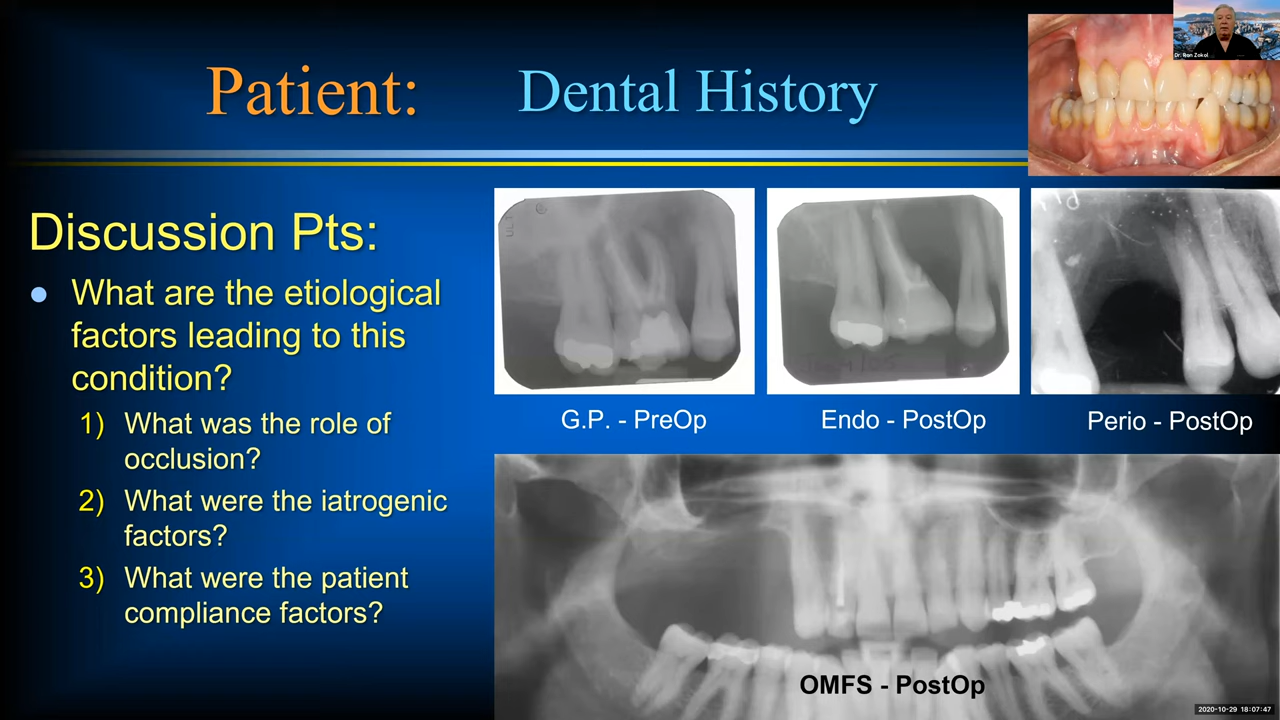 Patient: Dental History
Dr. Ron Zokol
Discussion Pts:
What are the etiological
factors leading to this
condition?
1) What was the role of
occlusion?
2) What were the iatrogenic
factors?
3) What were the patient
compliance factors?
G.P. - PreOp
Endo - PostOp
Perio - PostOp
OMFS - PostOp
2020-10-29 18:07:47